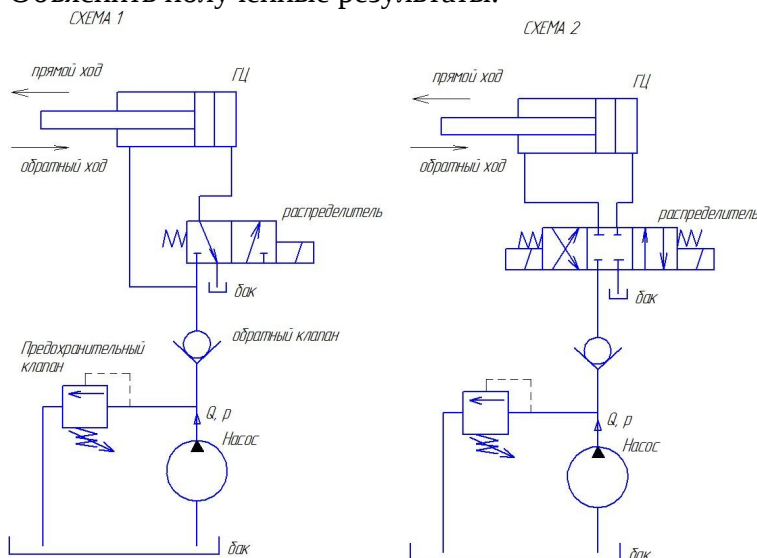 Объяснить полученные результаты.
СХЕМА 1
прямой ход
ГЦ
обратный ход
распределитель
бак
обратный клапан
Предохранительный
клапан
Q, p
Насос
бак
СХЕМА 2
прямой ход
ГЦ
обратный ход
распределитель
бак
Q, p
Насос
бак